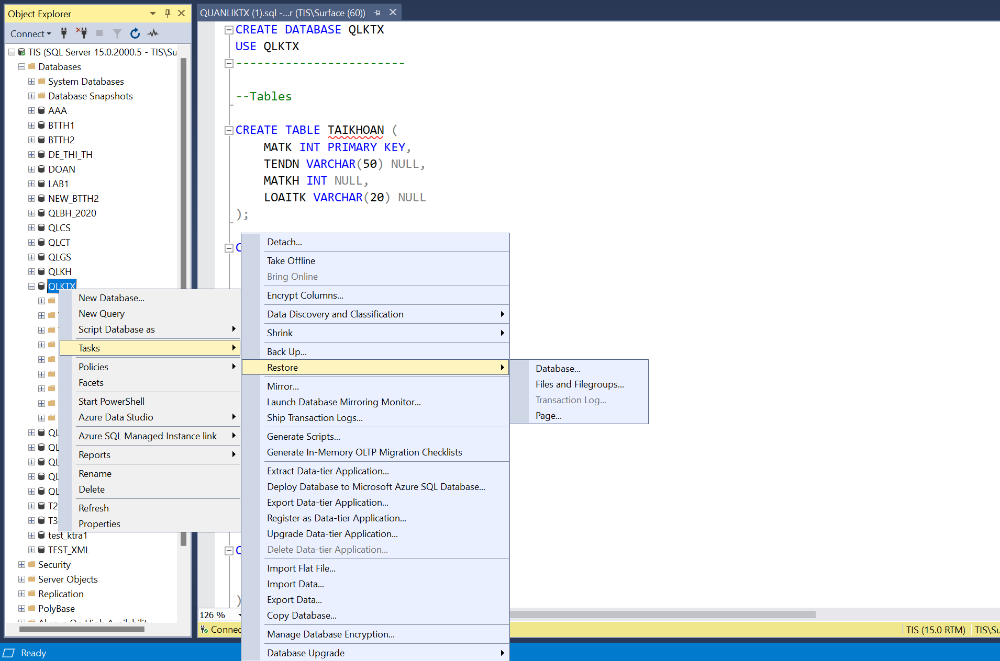 Object Explorer
Connect
TIS (SQL Server 15.0.2000.5 - TIS\Su
Databases
System Databases
Database Snapshots
AAA
BTTH1
BTTH2
DE_THI_TH
DOAN
LAB1
NEW_BTTH2
QLBH_2020
QLCS
QLCT
QLGS
QLKH
QLKTX
QL
QL
QL
QL
QL
T2
T3
test_ktra1
TEST_XML
Security
Server Objects
Replication
PolyBase
Always On High Availability
New Database...
New Query
Script Database as
Tasks
Policies
Facets
Start PowerShell
Azure Data Studio
Azure SQL Managed Instance link
Reports
Rename
Delete
Refresh
Properties
QUANLIKTX (1).sql -...r (TIS\Surface (60))
CREATE DATABASE QLKTX
USE QLKTX
------------------------
--Tables
CREATE TABLE TAIKHOAN (
MATK INT PRIMARY KEY,
TENDN VARCHAR(50) NULL,
MATKH INT NULL,
LOAITK VARCHAR(20) NULL
);
C
C
)
Detach...
Take Offline
Bring Online
Encrypt Columns...
Data Discovery and Classification
Shrink
Back Up...
Restore
Mirror...
Launch Database Mirroring Monitor...
Ship Transaction Logs...
Generate Scripts...
Generate In-Memory OLTP Migration Checklists
Extract Data-tier Application...
Deploy Database to Microsoft Azure SQL Database...
Export Data-tier Application...
Register as Data-tier Application...
Upgrade Data-tier Application...
Delete Data-tier Application...
Import Flat File...
Import Data...
Export Data...
Copy Database...
Manage Database Encryption...
Database Upgrade
Database...
Files and Filegroups...
Transaction Log...
Page...
126 %
Connec
TIS (15.0 RTM)
TIS\Su
Ready